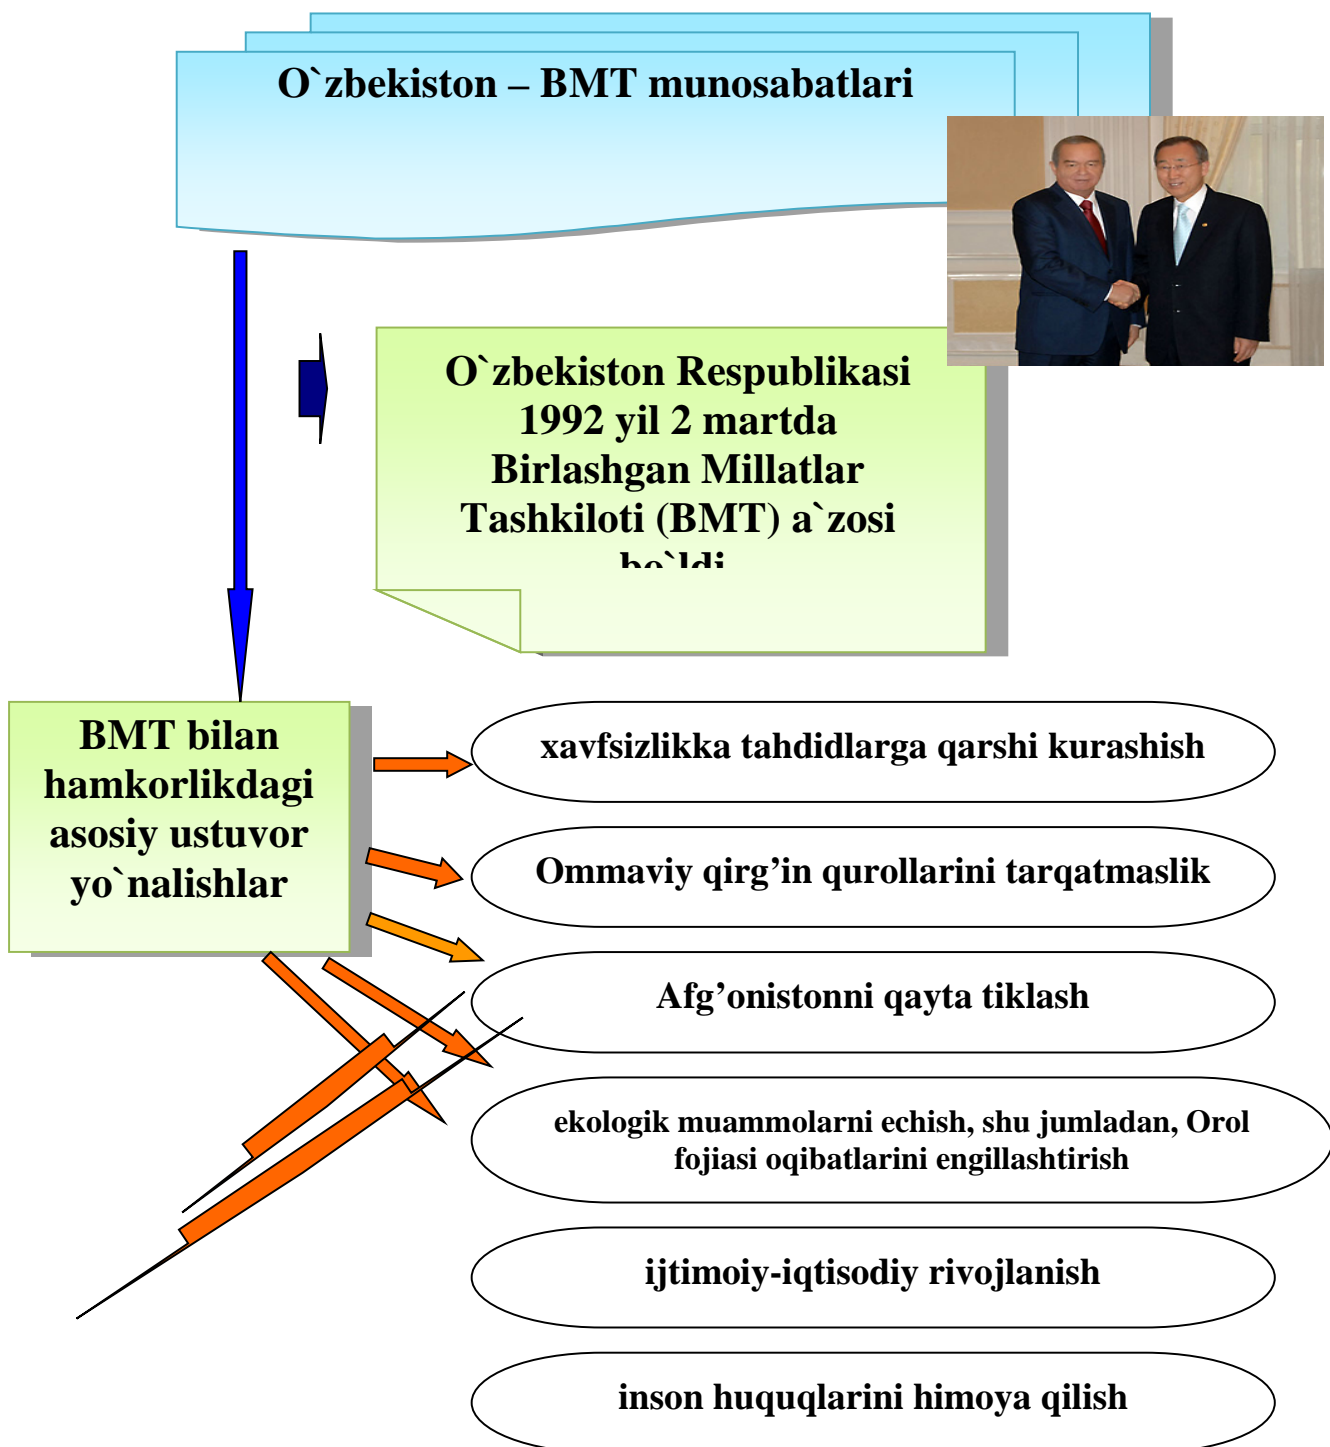 O`zbekiston – BMT munosabatlari
O`zbekiston Respublikasi
1992 yil 2 martda
Birlashgan Millatlar
Tashkiloti (BMT) a`zosi
bo`ldi
BMT bilan
hamkorlikdagi
asosiy ustuvor
yo`nalishlar
xavfsizlikka tahdidlarga qarshi kurashish
Ommaviy qirg’in qurollarini tarqatmaslik
Afg’onistonni qayta tiklash
ekologik muammolarni echish, shu jumladan, Orol
fojiasi oqibatlarini engillashtirish
ijtimoiy-iqtisodiy rivojlanish
inson huquqlarini himoya qilish